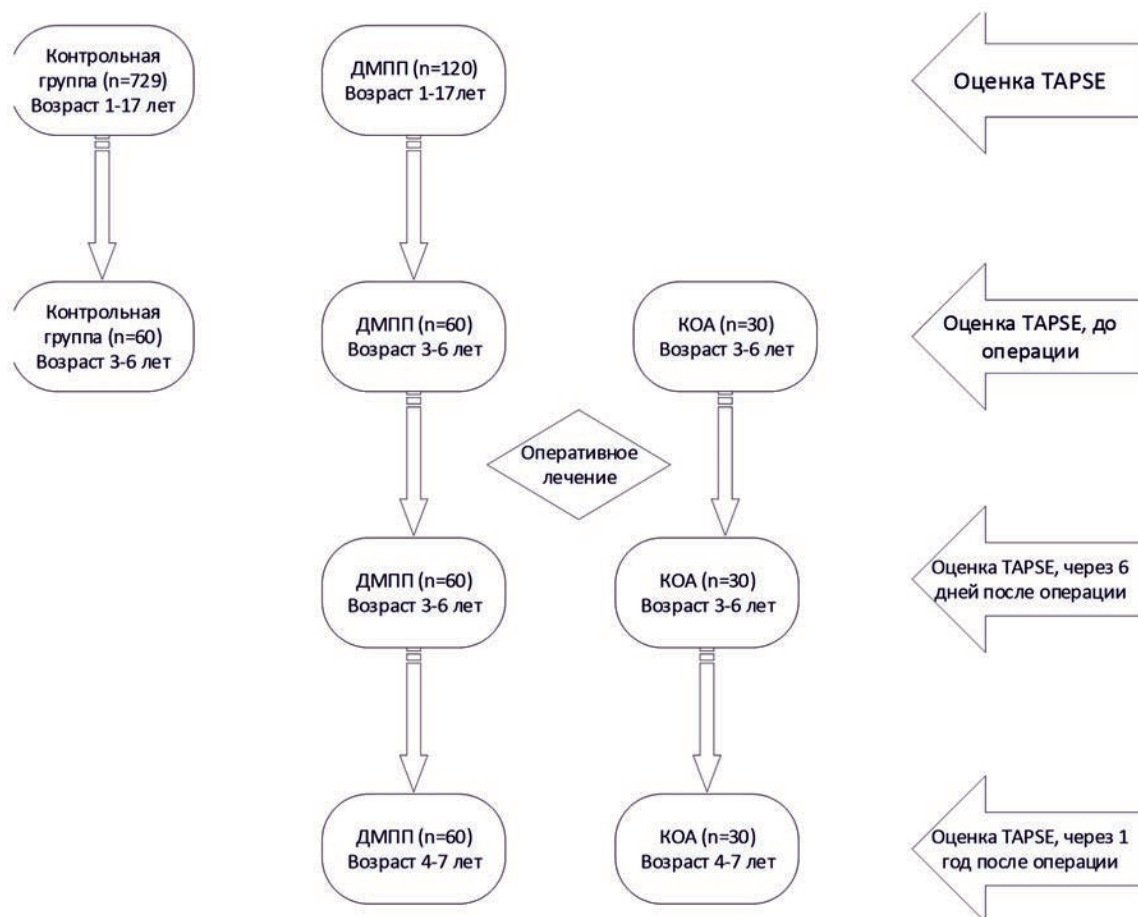 Контрольная
группа (n=729)
Возраст 1-17 лет
ДМПП (n=120)
Возраст 1-17лет
Оценка TAPSE
Контрольная
группа (n=60)
Возраст 3-6 лет
ДМПП (n=60)
Возраст 3-6 лет
КОА (n=30)
Возраст 3-6 лет
Оценка TAPSE, до
операции
Оперативное
лечение
ДМПП (n=60)
Возраст 3-6 лет
КОА (n=30)
Возраст 3-6 лет
Оценка TAPSE, через 6
дней после операции
ДМПП (n=60)
Возраст 4-7 лет
КОА (n=30)
Возраст 4-7 лет
Оценка TAPSE, через 1
год после операции